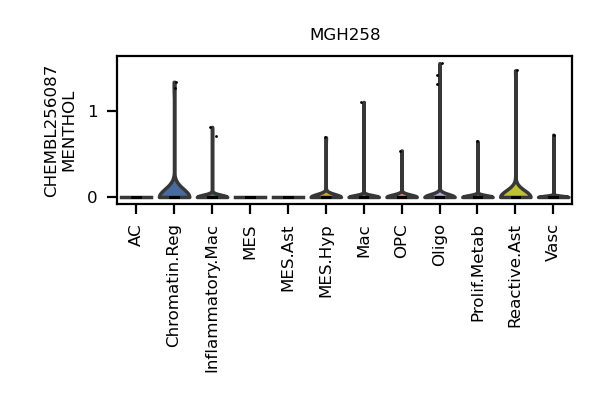 MGH258
CHEMBL256087
MENTHOL
1
0
AC
Chromatin.Reg
Inflammatory.Mac
MES
MES.Ast
MES.Hyp
Mac
OPC
Oligo
Prolif.Metab
Reactive.Ast
Vasc